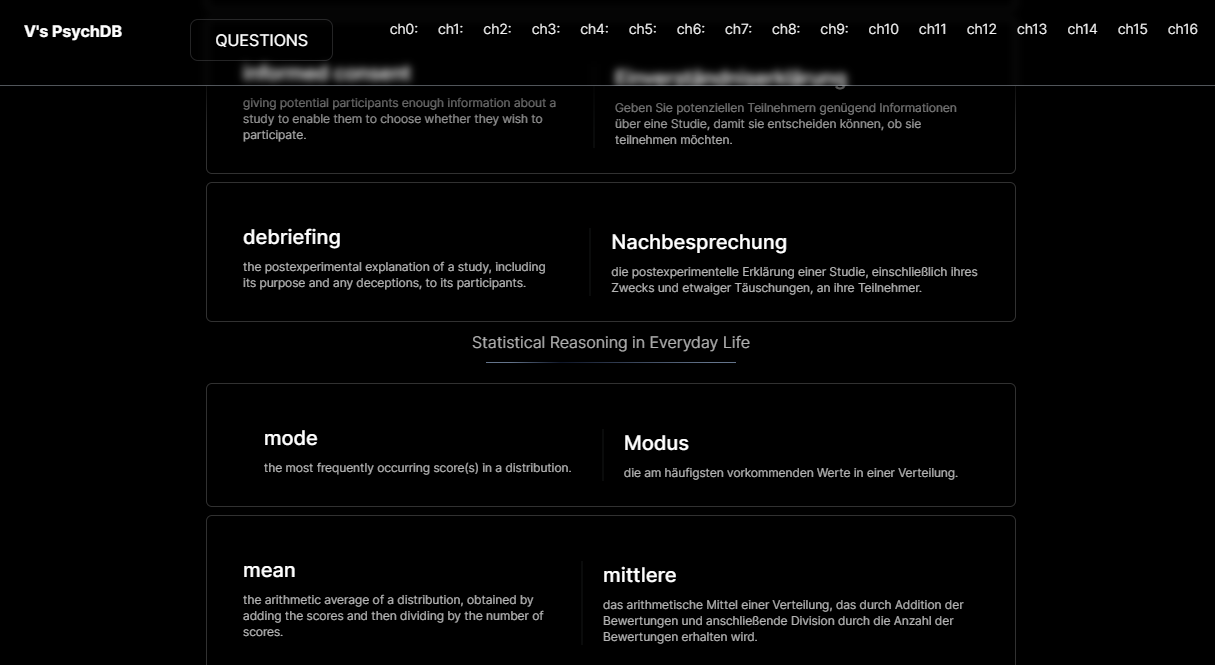 V's PsychDB
QUESTIONS
ch0:
ch1:
ch2:
ch3:
ch4:
ch5:
ch6:
ch7:
ch8:
ch9:
ch10
ch11
ch12
ch13
ch14
ch15
ch16
informed consent
giving potential participants enough information about a
study to enable them to choose whether they wish to
participate.
Einverständniserklärung
Geben Sie potenziellen Teilnehmern genügend Informationen
über eine Studie, damit sie entscheiden können, ob sie
teilnehmen möchten.
debriefing
the postexperimental explanation of a study, including
its purpose and any deceptions, to its participants.
Nachbesprechung
die postexperimentelle Erklärung einer Studie, einschließlich ihres
Zwecks und etwaiger Täuschungen, an ihre Teilnehmer.
Statistical Reasoning in Everyday Life
mode
the most frequently occurring score(s) in a distribution.
Modus
die am häufigsten vorkommenden Werte in einer Verteilung.
mean
the arithmetic average of a distribution, obtained by
adding the scores and then dividing by the number of
scores.
mittlere
das arithmetische Mittel einer Verteilung, das durch Addition der
Bewertungen und anschließende Division durch die Anzahl der
Bewertungen erhalten wird.